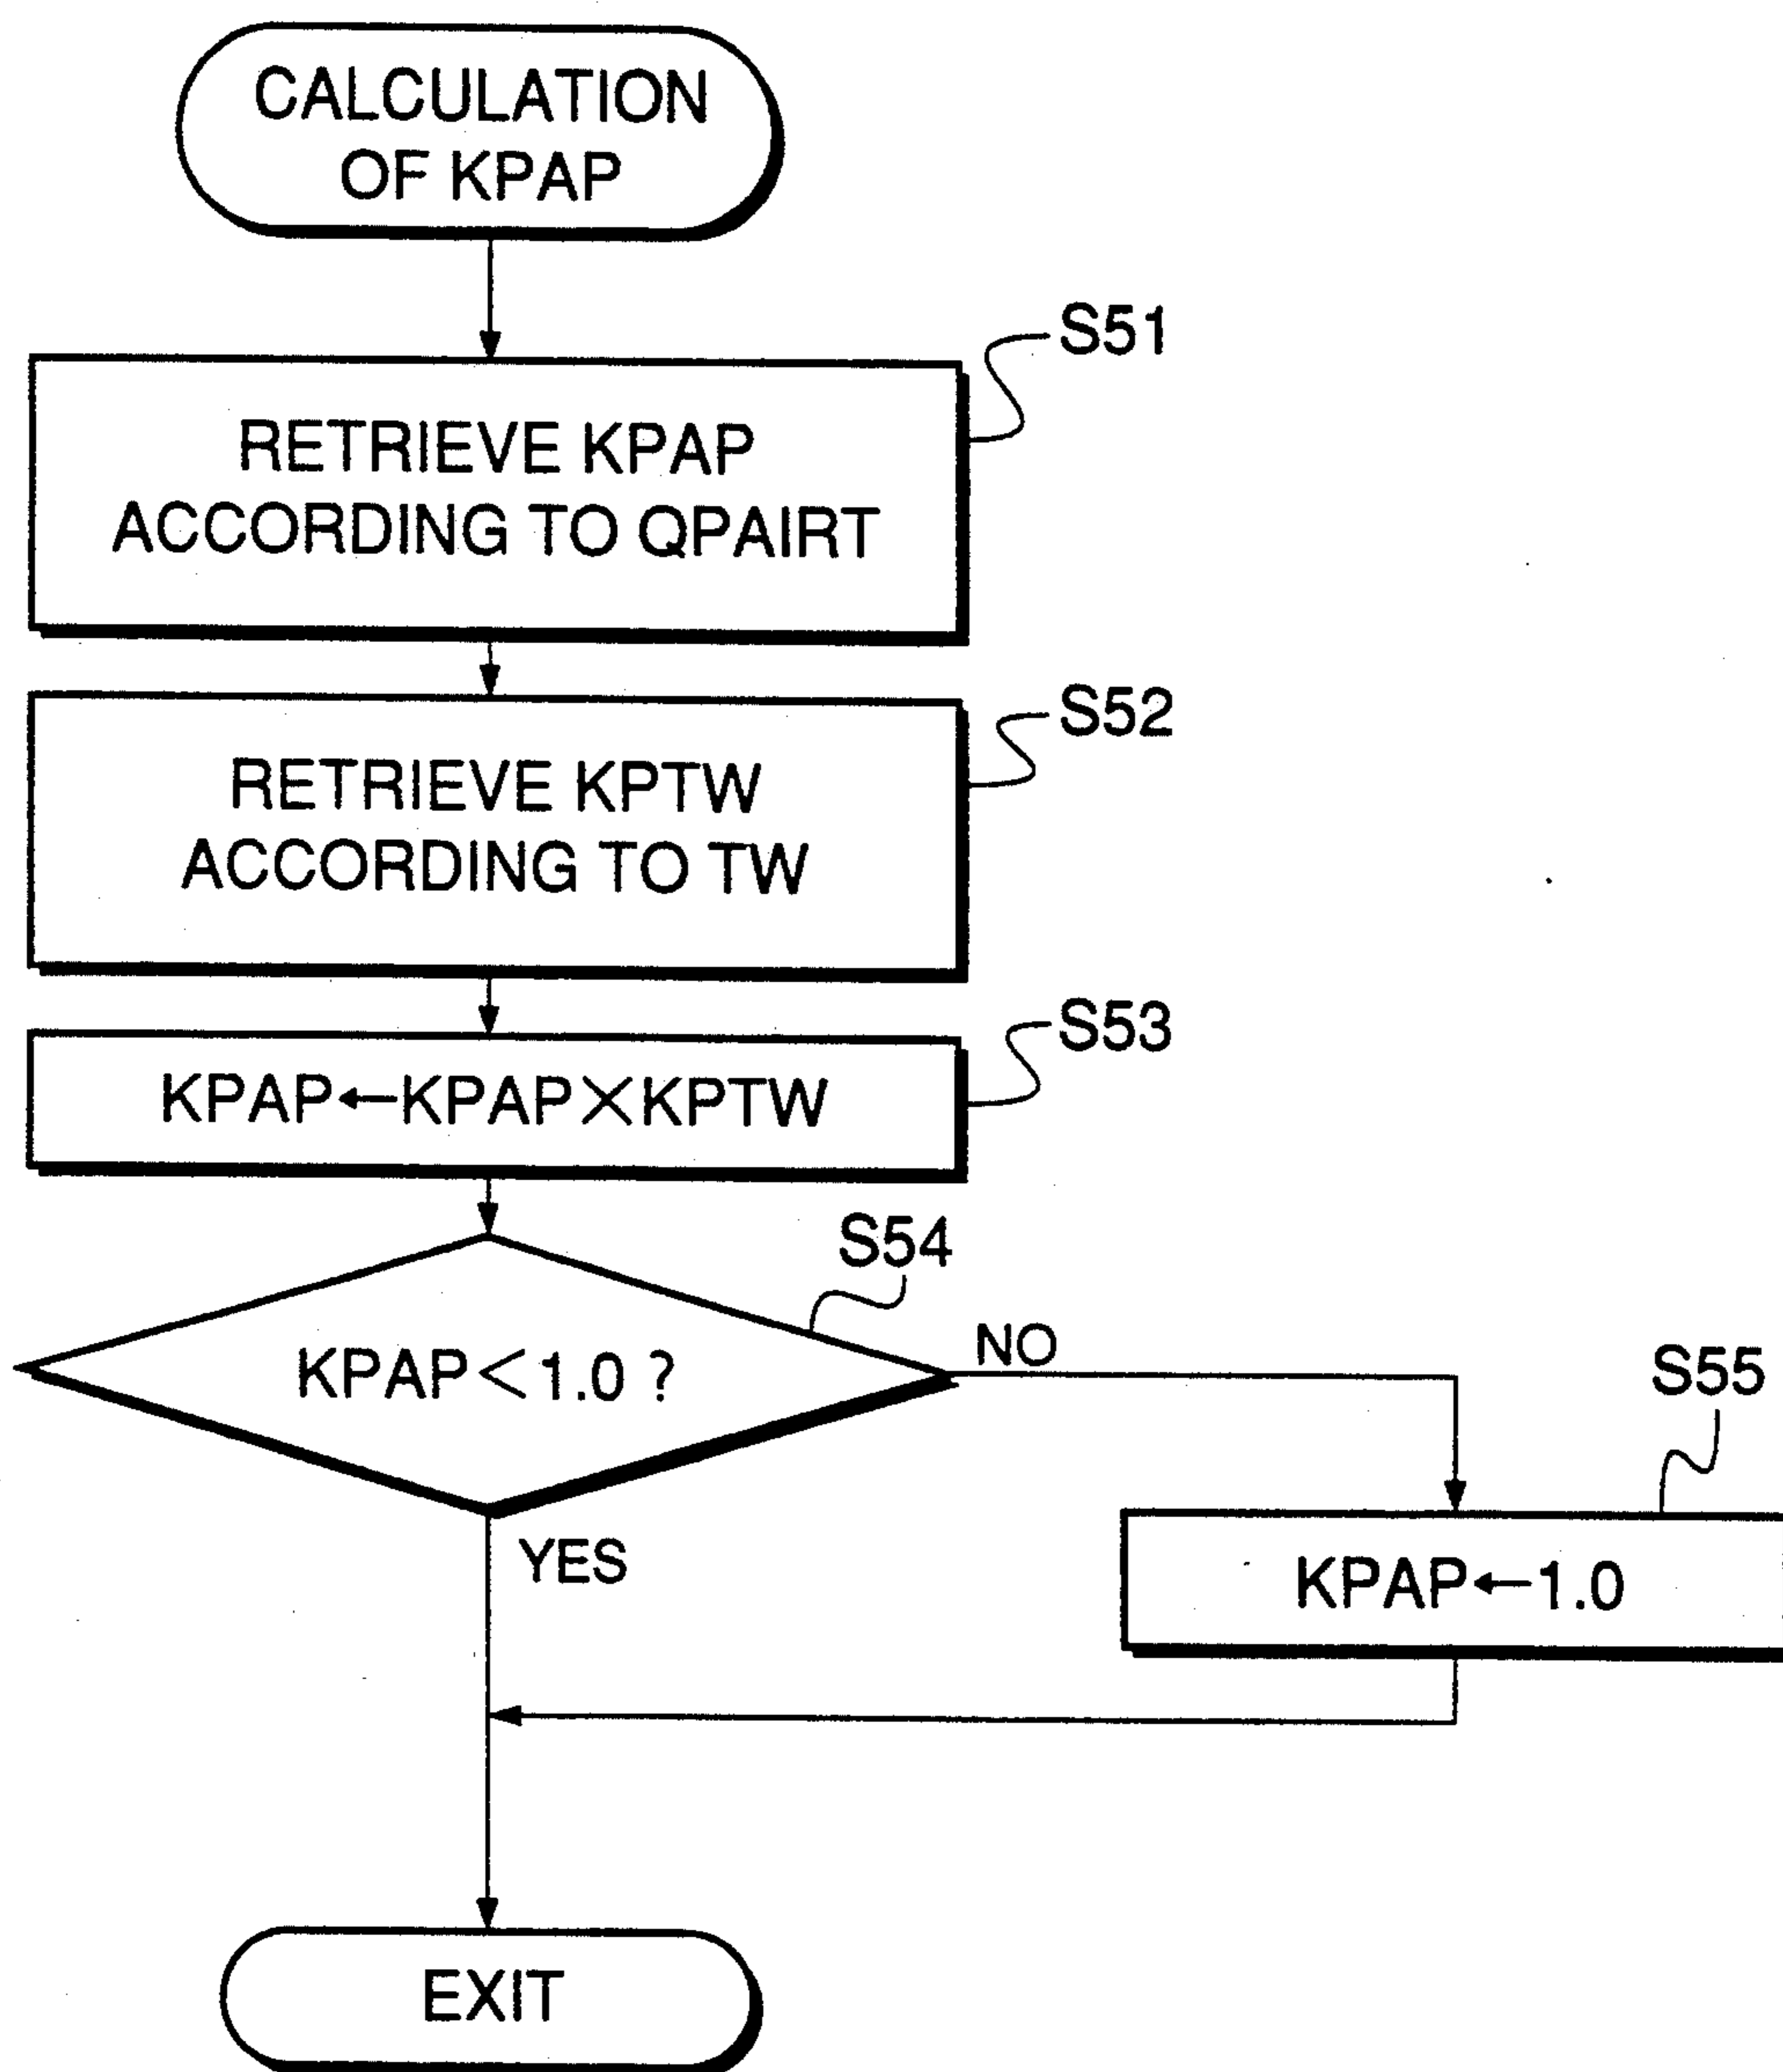 CALCULATION
OF KPAP
S51
RETRIEVE KPAP
ACCORDING TO QPAIRT
S52
RETRIEVE KPTW
ACCORDING TO TW
S53
KPAP←KPAP×KPTW
S54
KPAP<1.0 ?
NO
S55
YES
KPAP←1.0
EXIT